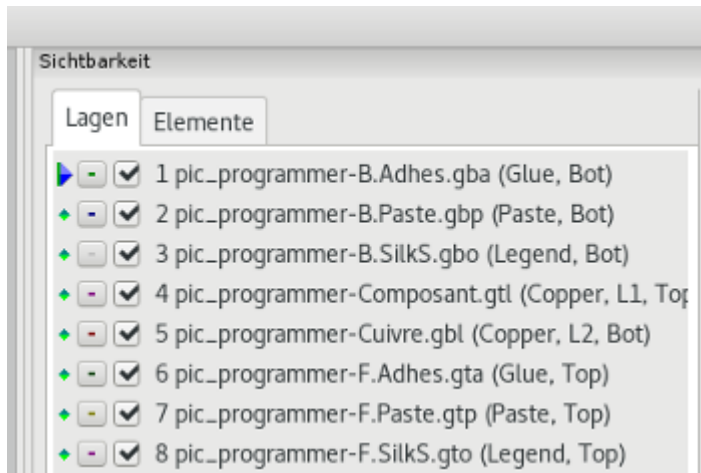 Sichtbarkeit
Lagen Elemente
1 pic_programmer-B.Adhes.gba (Glue, Bot)
2 pic_programmer-B.Paste.gbp (Paste, Bot)
3 pic_programmer-B.SilkS.gbo (Legend, Bot)
4 pic_programmer-Composant.gtl (Copper, L1, Top
5 pic_programmer-Cuivre.gbl (Copper, L2, Bot)
6 pic_programmer-F.Adhes.gta (Glue, Top)
7 pic_programmer-F.Paste.gtp (Paste, Top)
8 pic_programmer-F.SilkS.gto (Legend, Top)